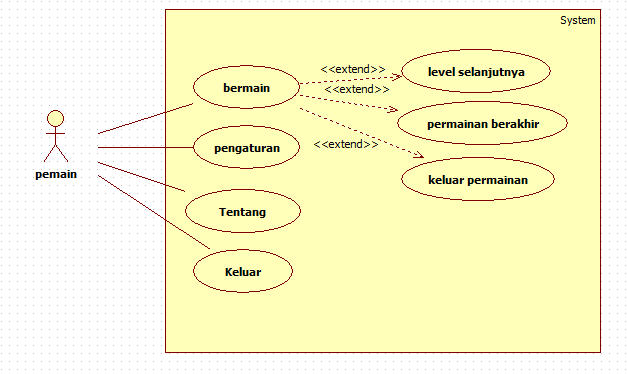 System
<<extend>>
level selanjutnya
bermain
<<extend>>
permainan berakhir
pengaturan
<<extend>>
pemain
keluar permainan
Tentang
Keluar